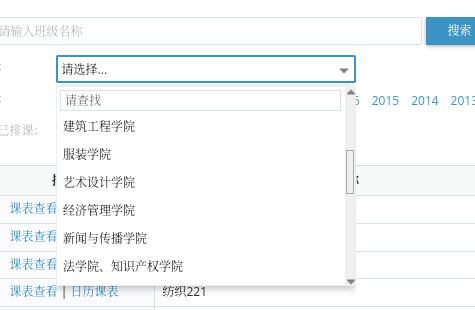 请输入班级名称
搜索
请选择...
请查找
2015 2014 2013
建筑工程学院
已排课:
服装学院
艺术设计学院
课表查看
经济管理学院
课表查看
新闻与传播学院
课表查看
法学院、知识产权学院
课表查看 | 日历课表 纺织221